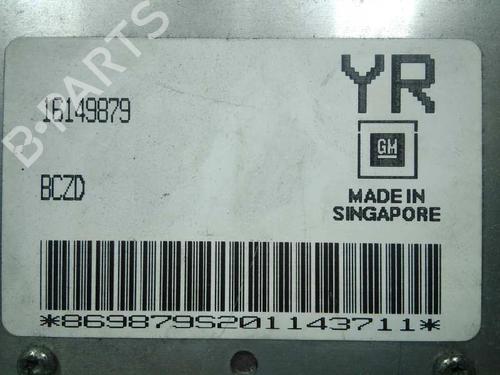 B-PARTS
YR
16149879
GM
BCZD
MADE IN
SINGAPORE
*869879S201143711*